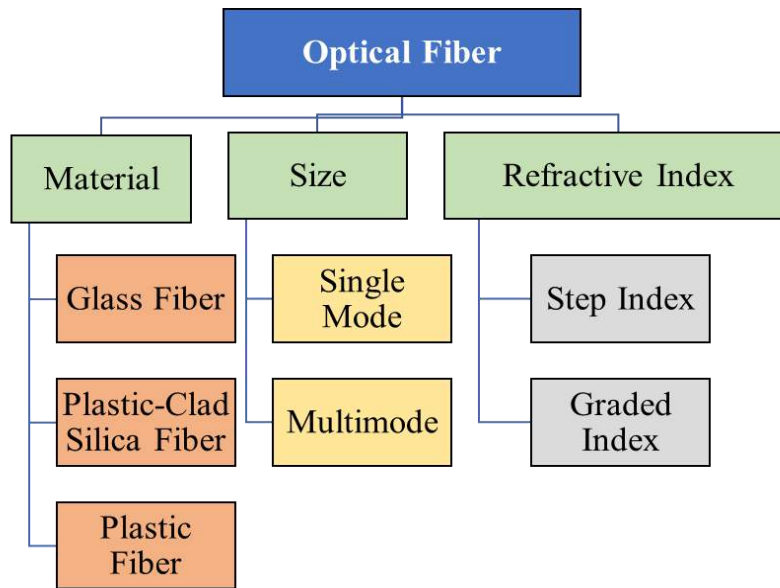 Optical Fiber
Material
Size
Refractive Index
Glass Fiber
Single
Mode
Step Index
Plastic-Clad
Silica Fiber
Multimode
Graded
Index
Plastic
Fiber